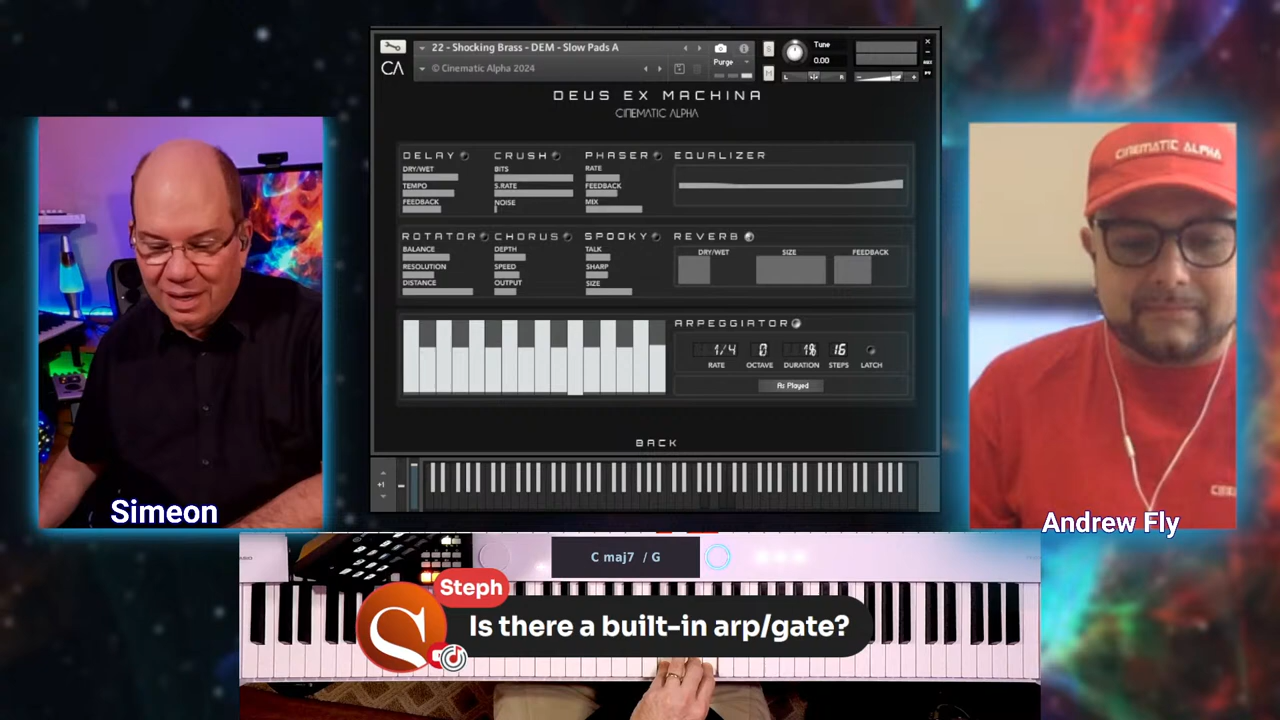 22 - Shocking Brass - DEM - Slow Pads A
© Cinematic Alpha 2024
CA
Purge
S
M
Tune
0.00
L R
DEUS EX MACHINA
CINEMATIC ALPHA
DELAY
DRY/WET
TEMPO
FEEDBACK
CRUSH
BITS
S.RATE
NOISE
PHASER
RATE
FEEDBACK
MIX
EQUALIZER
ROTATOR
BALANCE
RESOLUTION
DISTANCE
CHORUS
DEPTH
SPEED
OUTPUT
SPOOKY
TALK
SHARP
SIZE
REVERB
DRY/WET SIZE FEEDBACK
ARPEGGIATOR
1/4 0 1% 16
RATE OCTAVE DURATION STEPS LATCH
As Played
BACK
+1
CINEMATIC ALPHA
Simeon
Andrew Fly
C maj7 / G
Steph
Is there a built-in arp/gate?